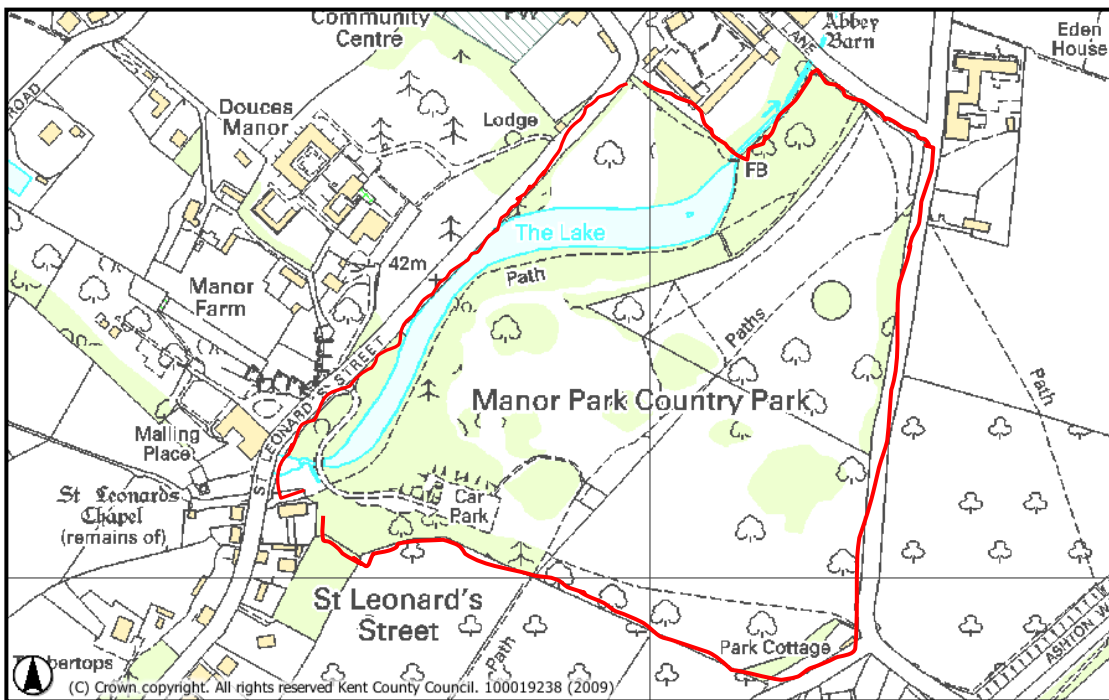 Community
Centre
PW
Abbey
Barn
LANE
Eden
House
ROAD
Douces
Manor
Lodge
FB
The Lake
42m
Path
Manor
Farm
Paths
Path
ST LEONARD'S STREET
Manor Park Country Park
Malling
Place
St Leonards
Chapel
(remains of)
Car
Park
St Leonard's
Street
Path
Park Cottage
ASHTON W
(C) Crown copyright. All rights reserved Kent County Council. 100019238 (2009)